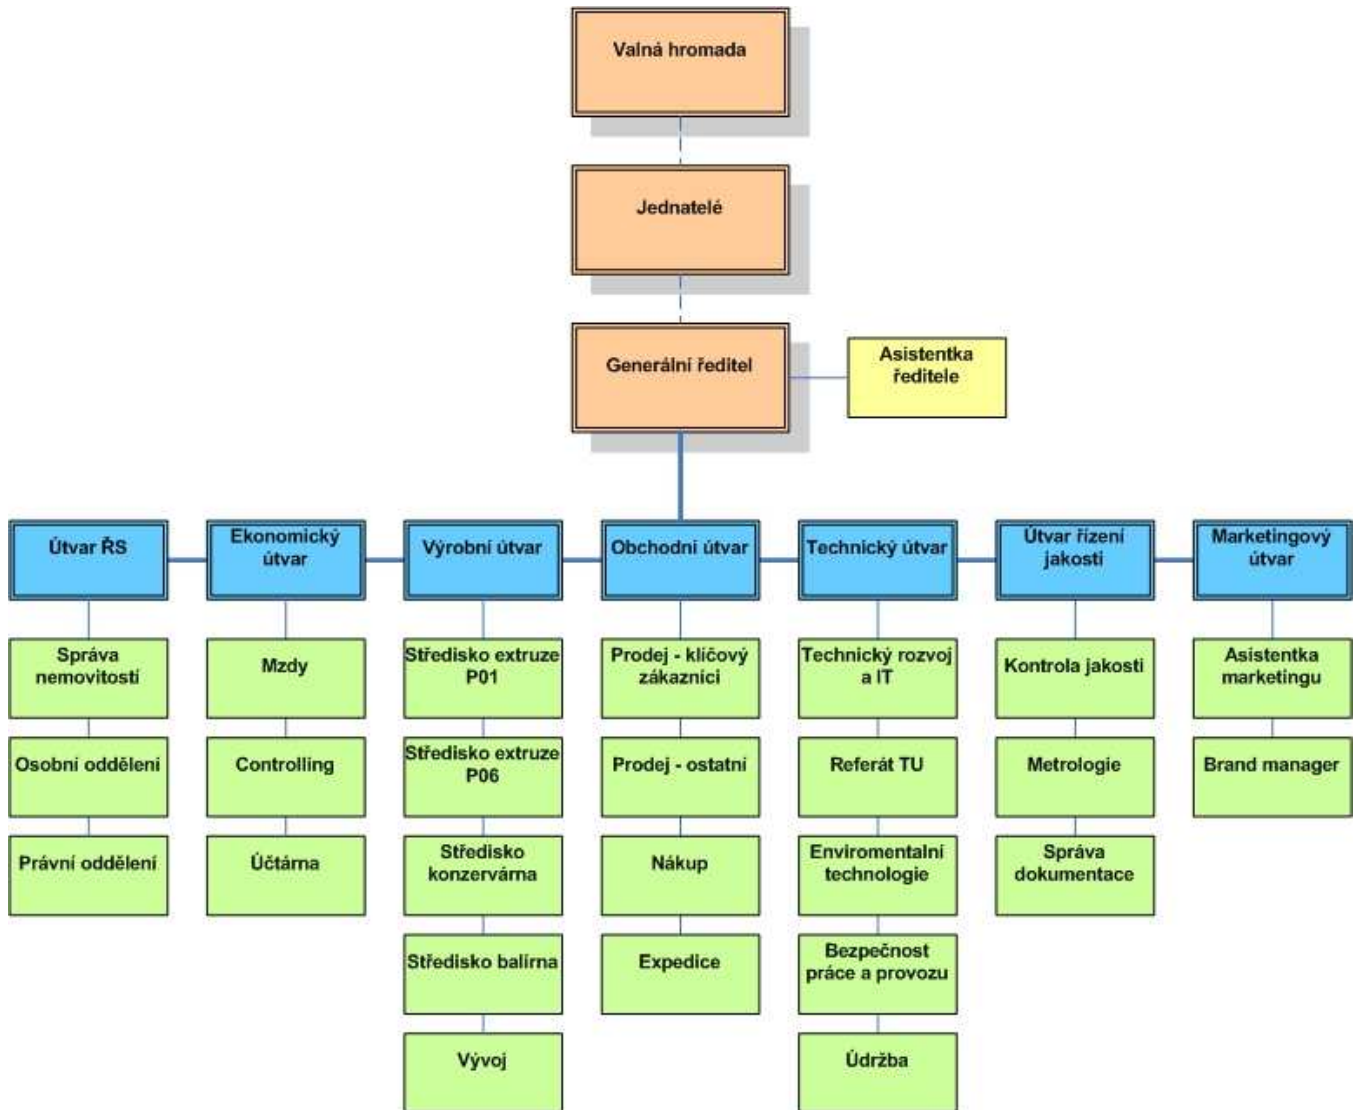 Valná hromada
Jednatelé
Generální ředitel
Asistentka
ředitele
Útvar ŘS
Ekonomický
útvar
Výrobní útvar
Obchodní útvar
Technický útvar
Útvar řízení
jakosti
Marketingový
útvar
Správa
nemovitostí
Mzdy
Středisko extruze
P01
Prodej - klíčový
zákazníci
Technický rozvoj
a IT
Kontrola jakosti
Asistentka
marketingu
Osobní oddělení
Controlling
Středisko extruze
P06
Prodej - ostatní
Referát TU
Metrologie
Brand manager
Právní oddělení
Účtárna
Středisko
konzervárna
Nákup
Enviromentalní
technologie
Správa
dokumentace
Středisko balírna
Expedice
Bezpečnost
práce a provozu
Vývoj
Údržba